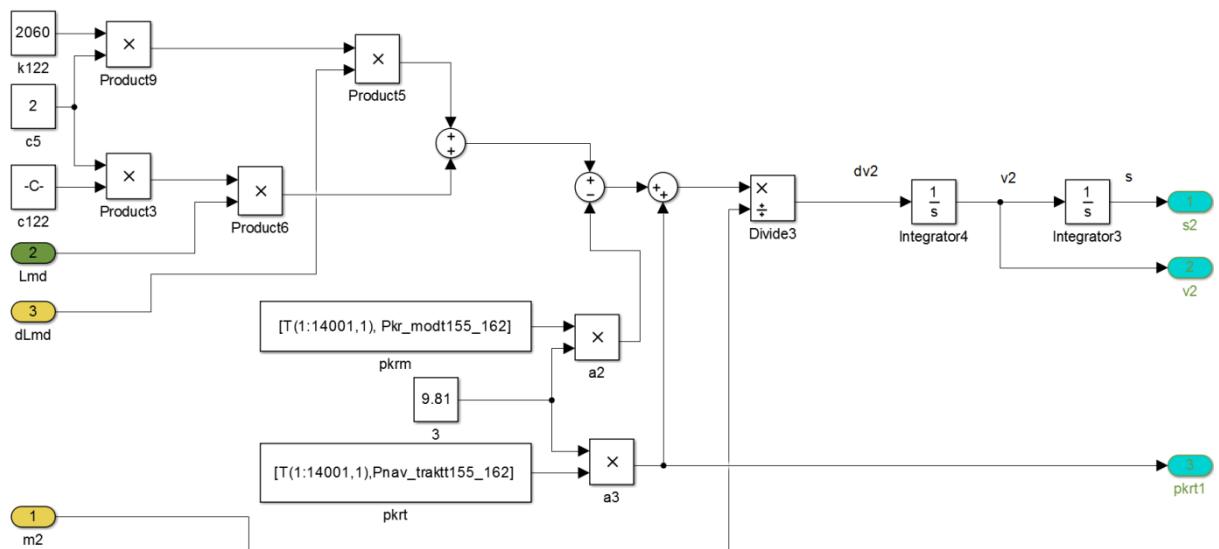 2060
k122
×
Product9
×
Product5
2
c5
+
+
-C-
c122
×
Product3
×
Product6
+
−
+
+
×
÷
Divide3
dv2
1
s
Integrator4
v2
1
s
Integrator3
s
1
s2
2
v2
2
Lmd
3
dLmd
[T(1:14001,1), Pkr_modt155_162]
pkrm
×
a2
9.81
3
[T(1:14001,1),Pnav_traktt155_162]
pkrt
×
a3
3
pkrt1
1
m2